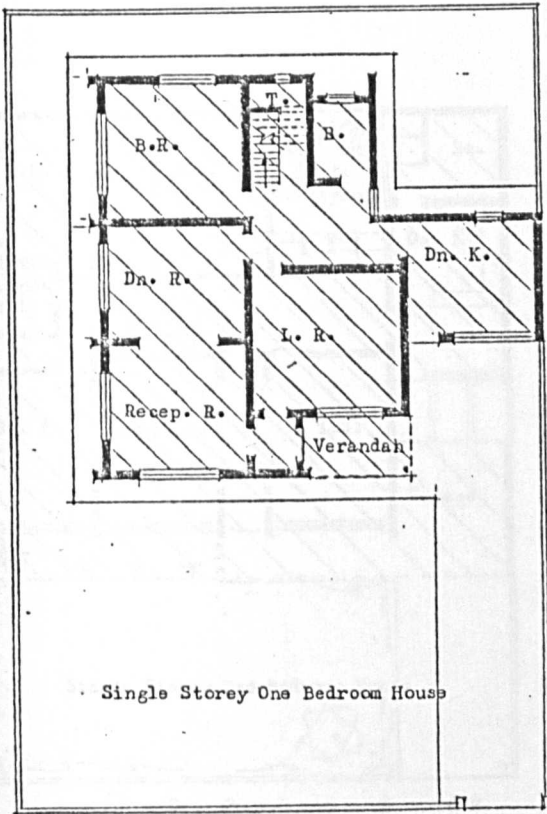 T.
B.R.
B.
Dn. K.
Dn. R.
L. R.
Recep. R.
Verandah
Single Storey One Bedroom House